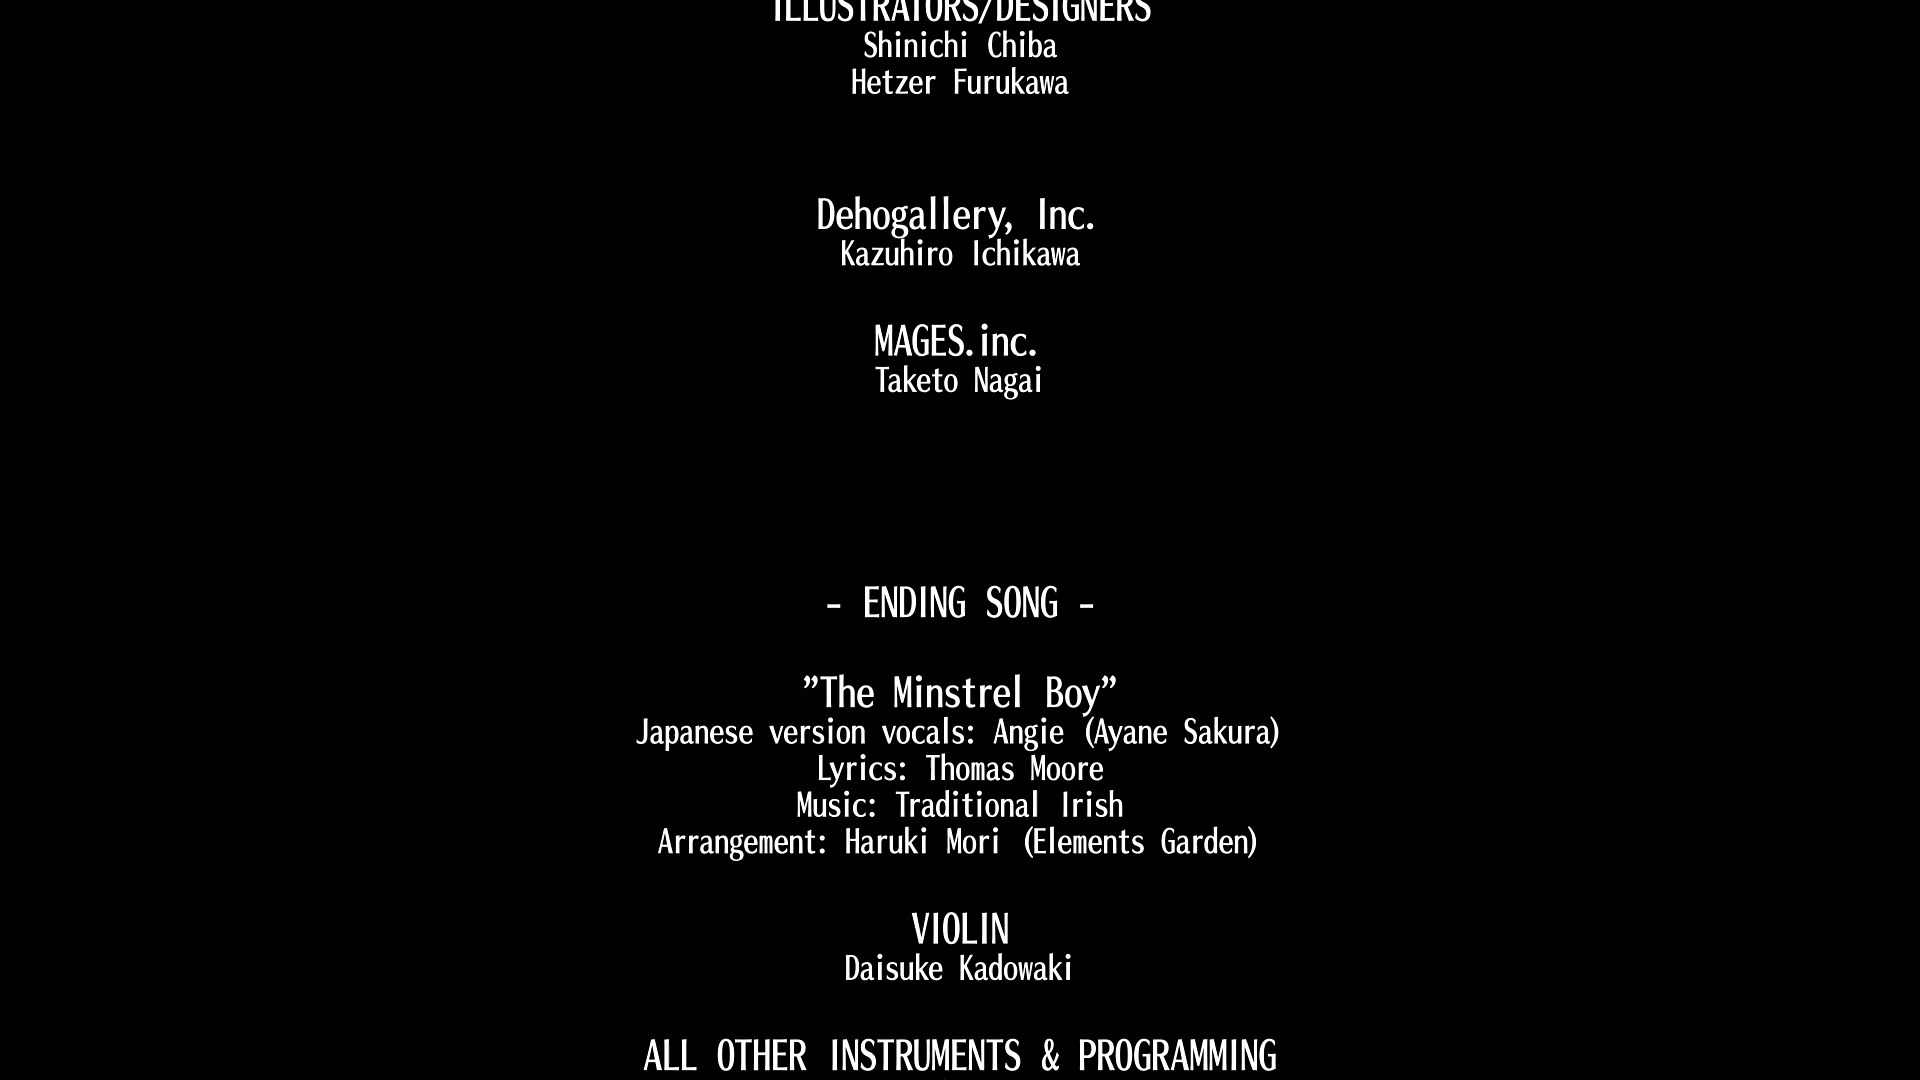 ILLUSTRATORS/DESIGNERS
Shinichi Chiba
Hetzer Furukawa
Dehogallery, Inc.
Kazuhiro Ichikawa
MAGES.inc.
Taketo Nagai
- ENDING SONG -
”The Minstrel Boy”
Japanese version vocals: Angie (Ayane Sakura)
Lyrics: Thomas Moore
Music: Traditional Irish
Arrangement: Haruki Mori (Elements Garden)
VIOLIN
Daisuke Kadowaki
ALL OTHER INSTRUMENTS & PROGRAMMING